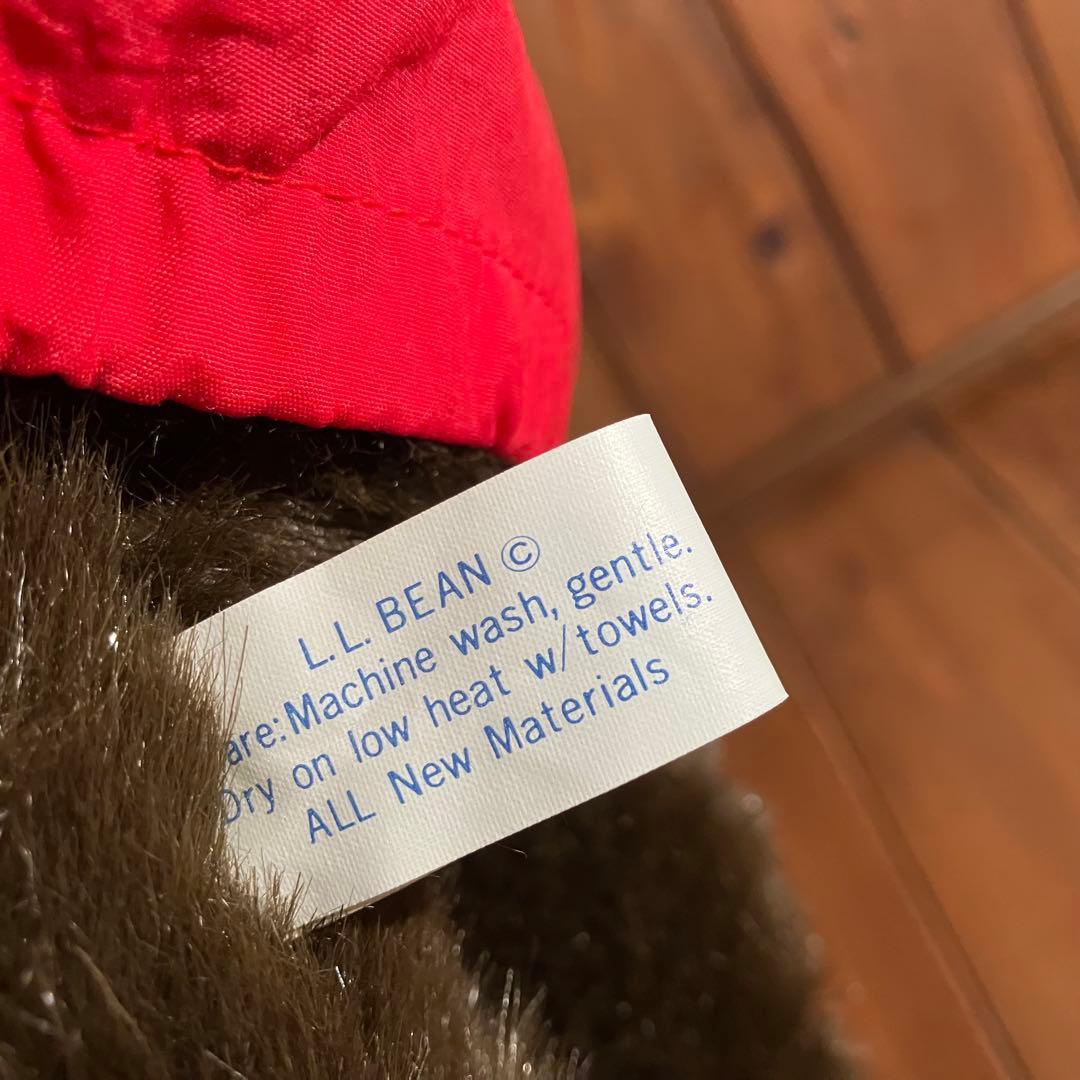 L.L. BEAN ©
are:Machine wash, gentle.
Dry on low heat w/towels.
ALL New Materials